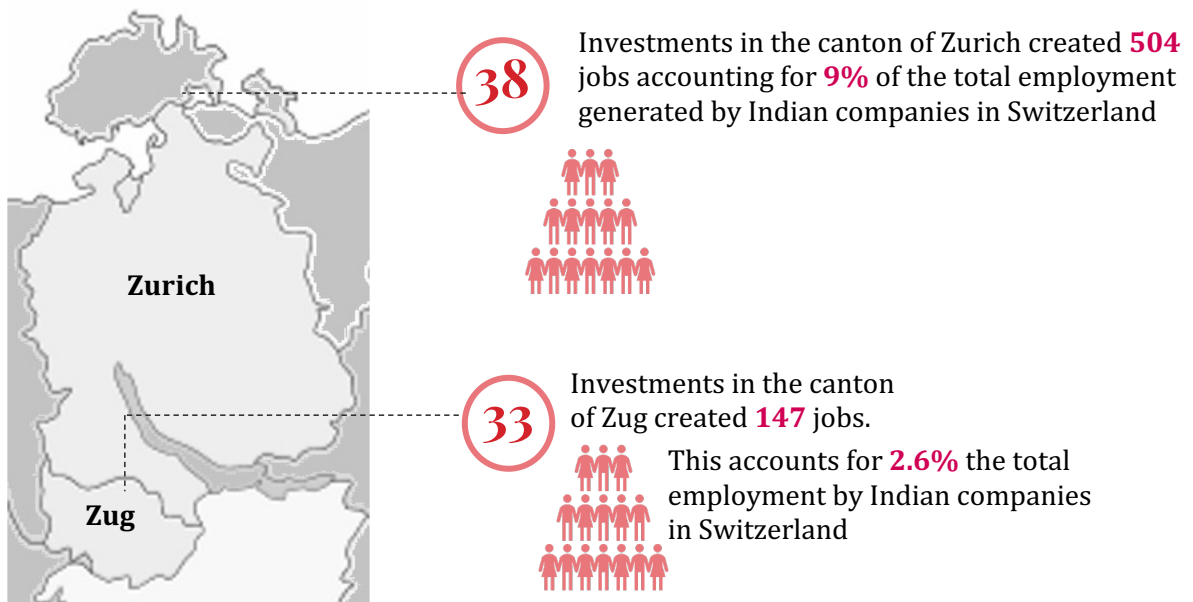 38
Investments in the canton of Zurich created 504
jobs accounting for 9% of the total employment
generated by Indian companies in Switzerland
Zurich
33
Investments in the canton
of Zug created 147 jobs.
This accounts for 2.6% the total
employment by Indian companies
in Switzerland
Zug